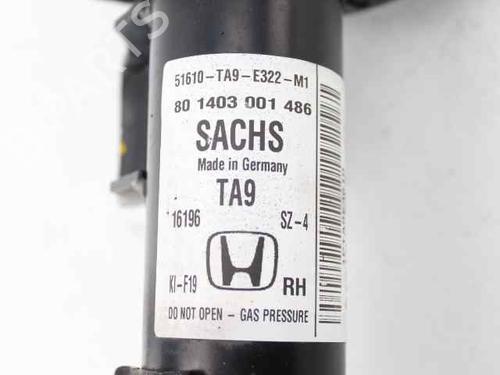 51610-TA9-E322-M1
80 1403 001 486
SACHS
Made in Germany
TA9
16196 SZ-4
KI-F19 RH
DO NOT OPEN - GAS PRESSURE